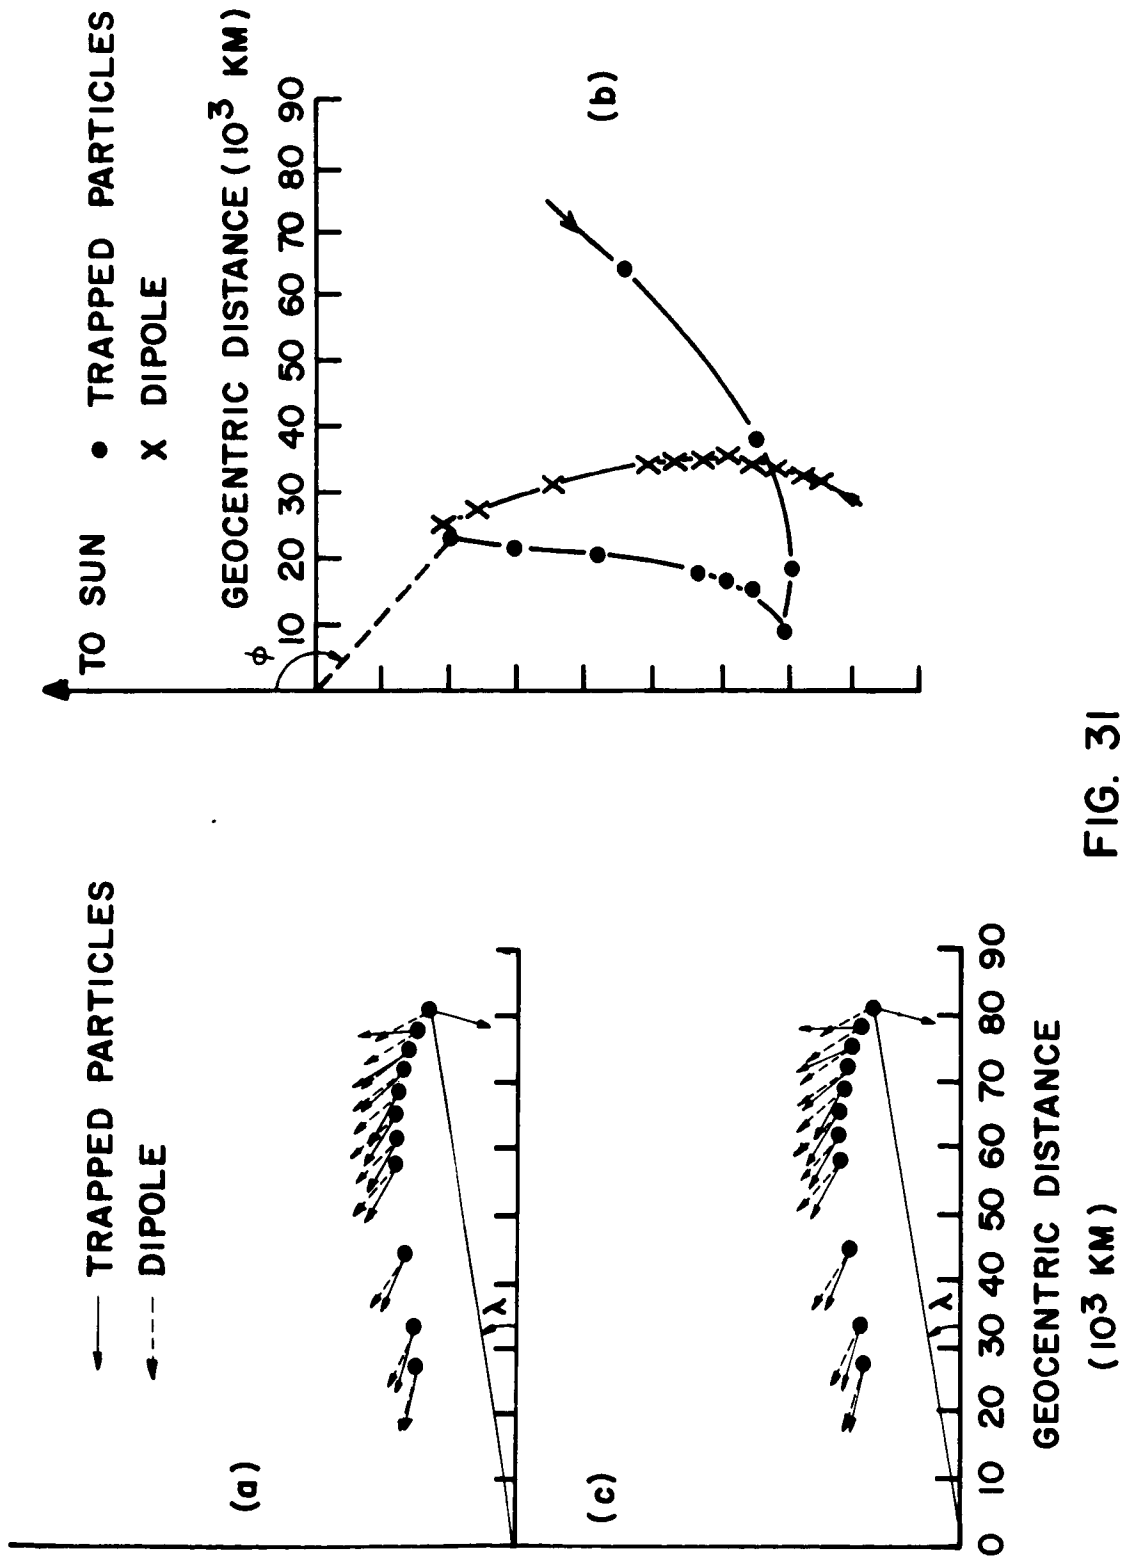 ← TRAPPED PARTICLES
←-- DIPOLE
(a)
λ
(c)
λ
0 10 20 30 40 50 60 70 80 90
GEOCENTRIC DISTANCE
(10³ KM)
TO SUN
● TRAPPED PARTICLES
X DIPOLE
GEOCENTRIC DISTANCE (10³ KM)
10 20 30 40 50 60 70 80 90
ϕ
(b)
FIG. 31